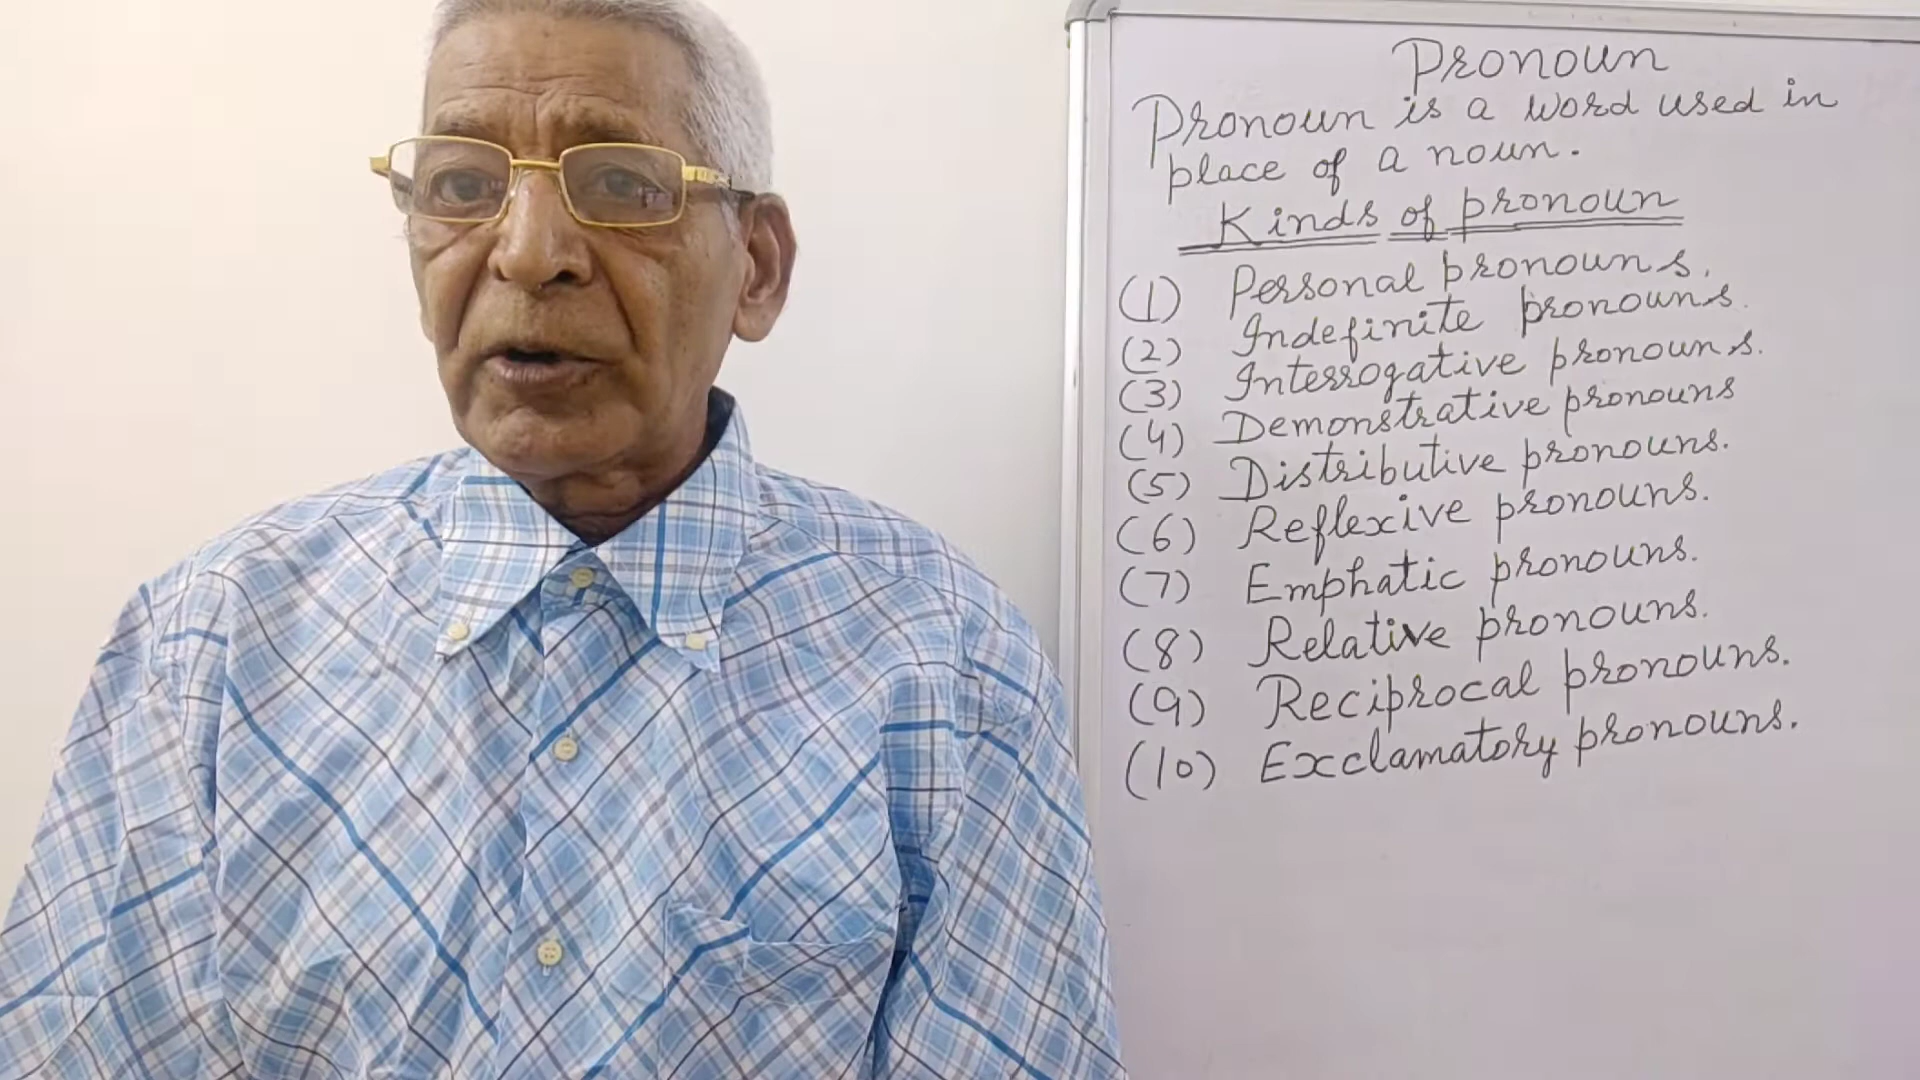 Pronoun
Pronoun is a word used in
place of a noun.
Kinds of pronoun
(1) Personal pronouns.
(2) Indefinite pronouns.
(3) Interrogative pronouns.
(4) Demonstrative pronouns
(5) Distributive pronouns.
(6) Reflexive pronouns.
(7) Emphatic pronouns.
(8) Relative pronouns.
(9) Reciprocal pronouns.
(10) Exclamatory pronouns.